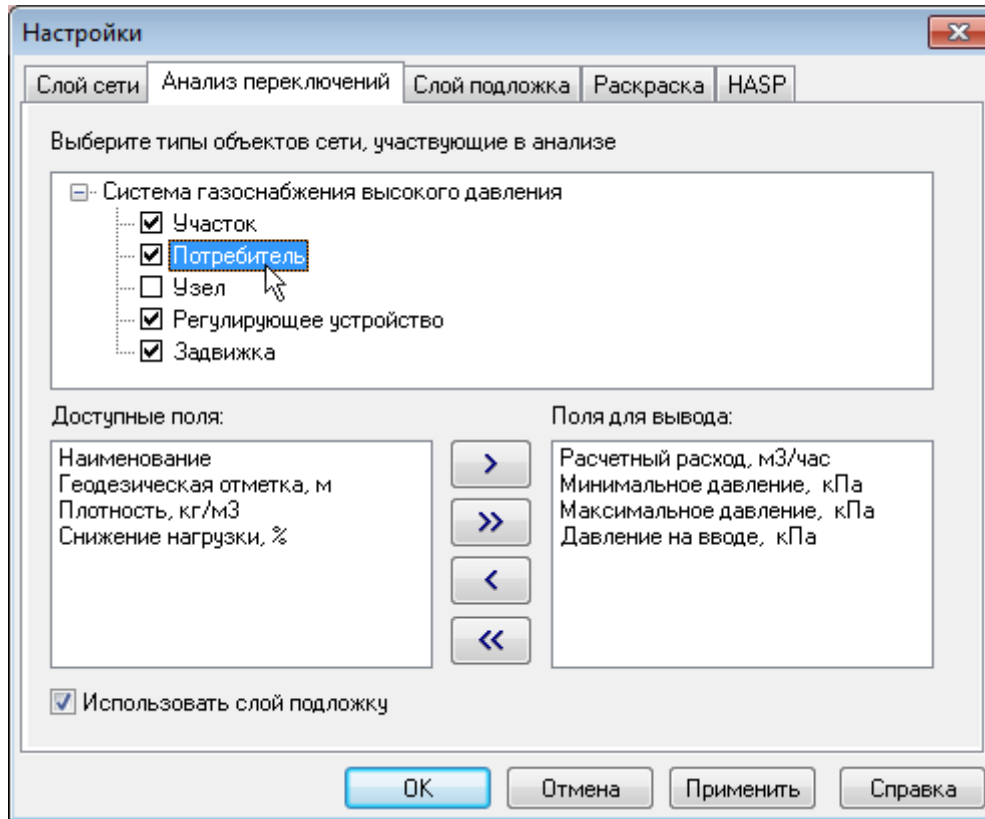 Настройки
Слой сети
Анализ переключений
Слой подложка
Раскраска
HASP
Выберите типы объектов сети, участвующие в анализе
Система газоснабжения высокого давления
Участок
Потребитель
Узел
Регулирующее устройство
Задвижка
Доступные поля:
Наименование
Геодезическая отметка, м
Плотность, кг/м3
Снижение нагрузки, %
>
>>
<
<<
Поля для вывода:
Расчетный расход, м3/час
Минимальное давление, кПа
Максимальное давление, кПа
Давление на вводе, кПа
Использовать слой подложку
OK
Отмена
Применить
Справка